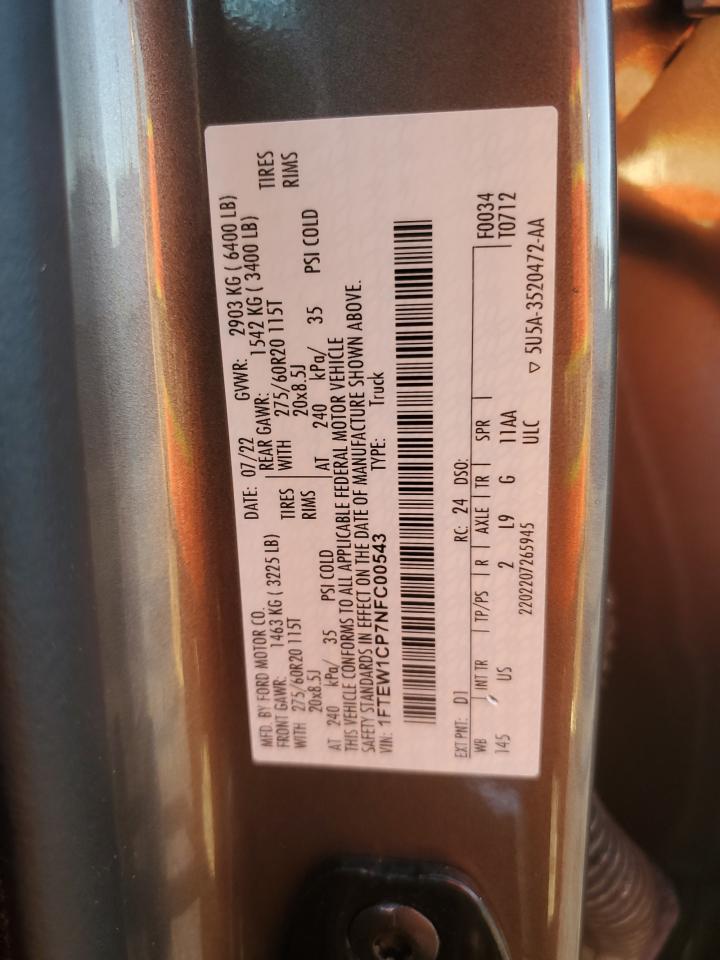 MFD. BY FORD MOTOR CO. DATE: 07/22 GVWR: 2903 KG ( 6400 LB)
FRONT GAWR: 1463 KG ( 3225 LB) REAR GAWR: 1542 KG ( 3400 LB)
WITH 275/60R20 115T TIRES WITH 275/60R20 115T TIRES
20x8.5J RIMS 20x8.5J RIMS
AT 240 kPa/ 35 PSI COLD AT 240 kPa/ 35 PSI COLD
THIS VEHICLE CONFORMS TO ALL APPLICABLE FEDERAL MOTOR VEHICLE
SAFETY STANDARDS IN EFFECT ON THE DATE OF MANUFACTURE SHOWN ABOVE.
VIN: 1FTEW1CP7NFC00543 TYPE: Truck
EXT PNT: D1 RC: 24 DSO: F0034
WB INT TR TP/PS R AXLE TR SPR T0712
145 US 2 L9 G 11AA
ULC
2202207265945 ▽ 5U5A-3520472-AA